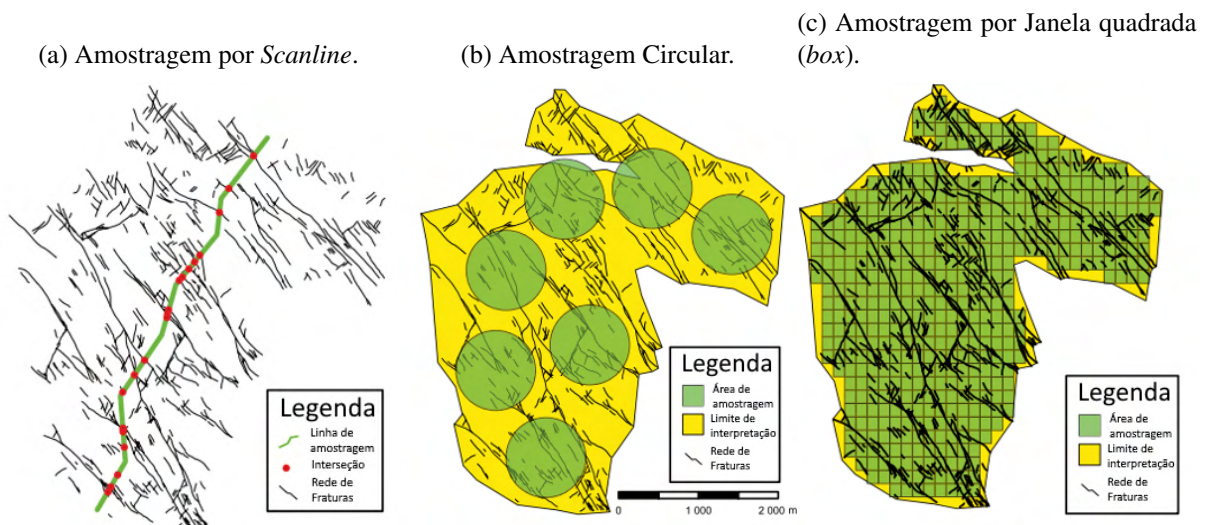 (a) Amostragem por Scanline.
(b) Amostragem Circular.
(c) Amostragem por Janela quadrada
(box).
Legenda
Linha de
amostragem
Interseção
Rede de
Fraturas
Legenda
Área de
amostragem
Limite de
interpretação
Rede de
Fraturas
0 1 000 2 000 m
Legenda
Área de
amostragem
Limite de
interpretação
Rede de
Fraturas